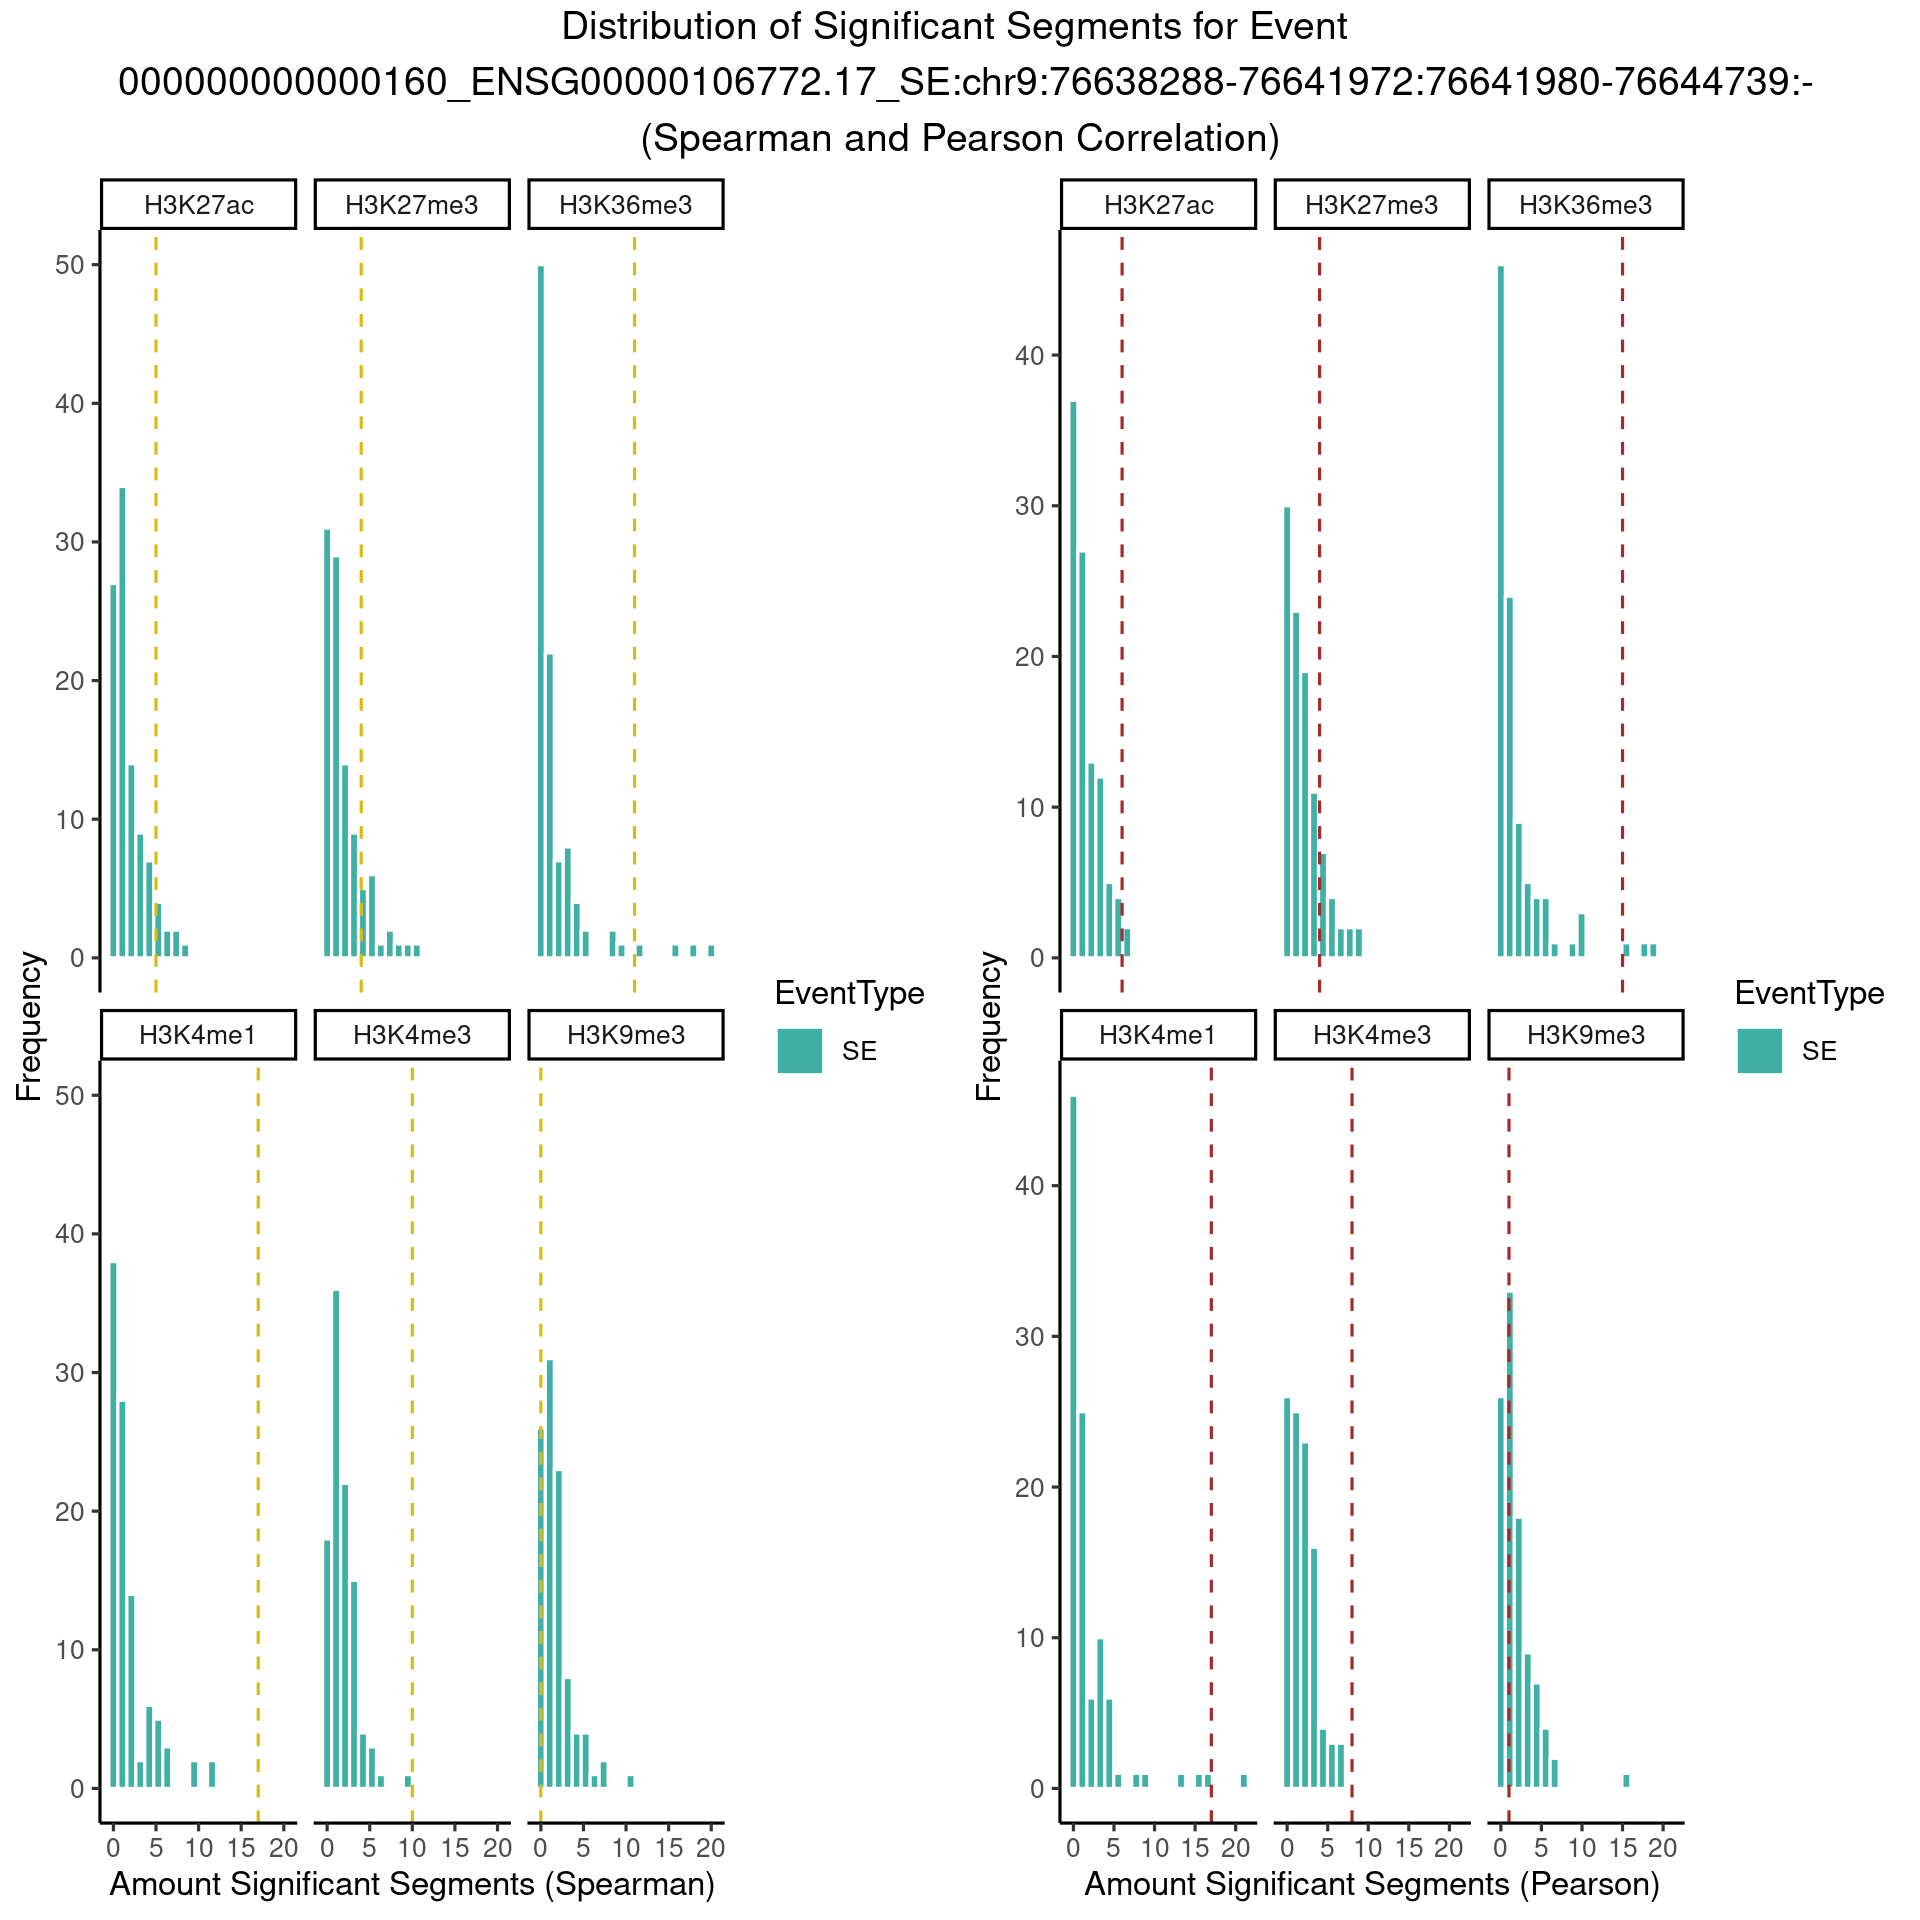 Distribution of Significant Segments for Event
000000000000160_ENSG00000106772.17_SE:chr9:76638288-76641972:76641980-76644739:-
(Spearman and Pearson Correlation)
H3K27ac H3K27me3 H3K36me3
50
40
30
20
10
0
H3K4me1 H3K4me3 H3K9me3
50
40
30
20
10
0
0 5 10 15 20 0 5 10 15 20 0 5 10 15 20
Amount Significant Segments (Spearman)
Frequency
EventType
SE
H3K27ac H3K27me3 H3K36me3
40
30
20
10
0
H3K4me1 H3K4me3 H3K9me3
40
30
20
10
0
0 5 10 15 20 0 5 10 15 20 0 5 10 15 20
Amount Significant Segments (Pearson)
Frequency
EventType
SE